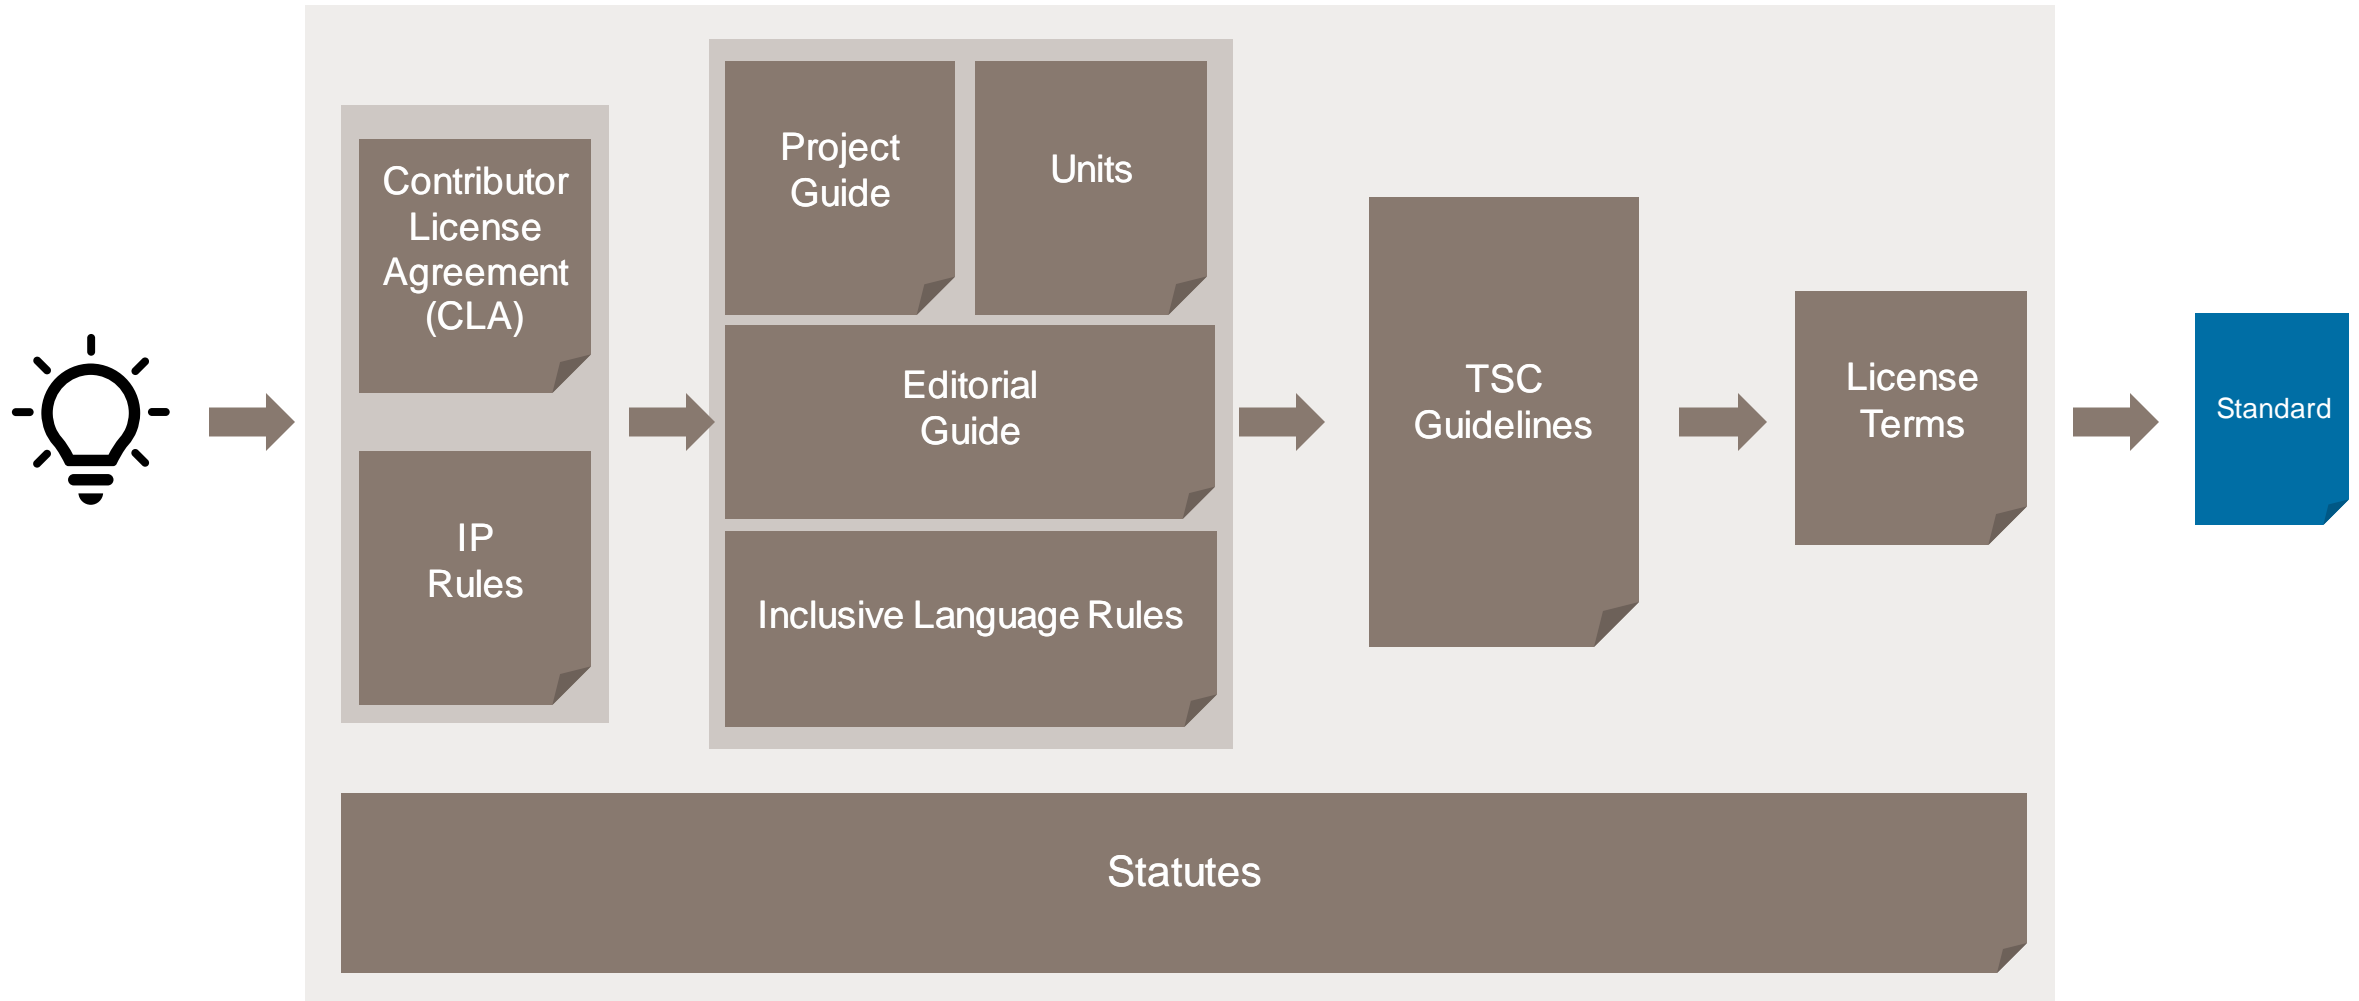 Contributor
License
Agreement
(CLA)
IP
Rules
Project
Guide
Units
Editorial
Guide
Inclusive Language Rules
TSC
Guidelines
License
Terms
Standard
Statutes